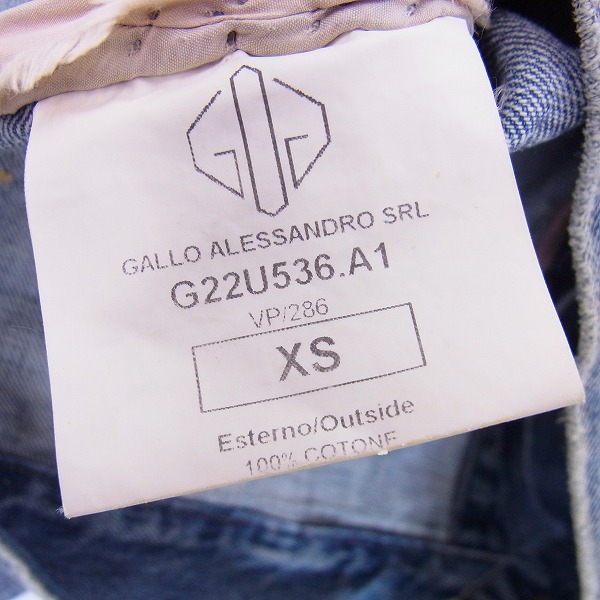 GALLO ALESSANDRO SRL
G22U536.A1
VP/286
XS
Esterno/Outside
100% COTONE